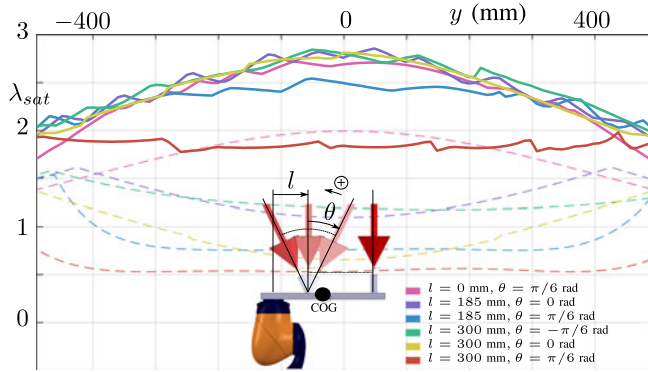 3
−400
0
y (mm)
400
λsat
2
1
l
⊕
θ
0
COG
l = 0 mm, θ = π/6 rad
l = 185 mm, θ = 0 rad
l = 185 mm, θ = π/6 rad
l = 300 mm, θ = −π/6 rad
l = 300 mm, θ = 0 rad
l = 300 mm, θ = π/6 rad